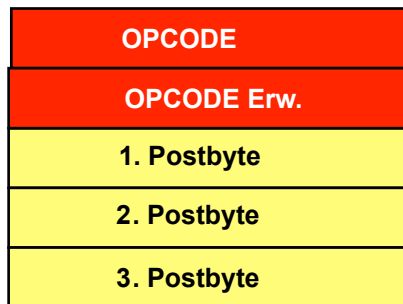 OPCODE
OPCODE Erw.
1. Postbyte
2. Postbyte
3. Postbyte